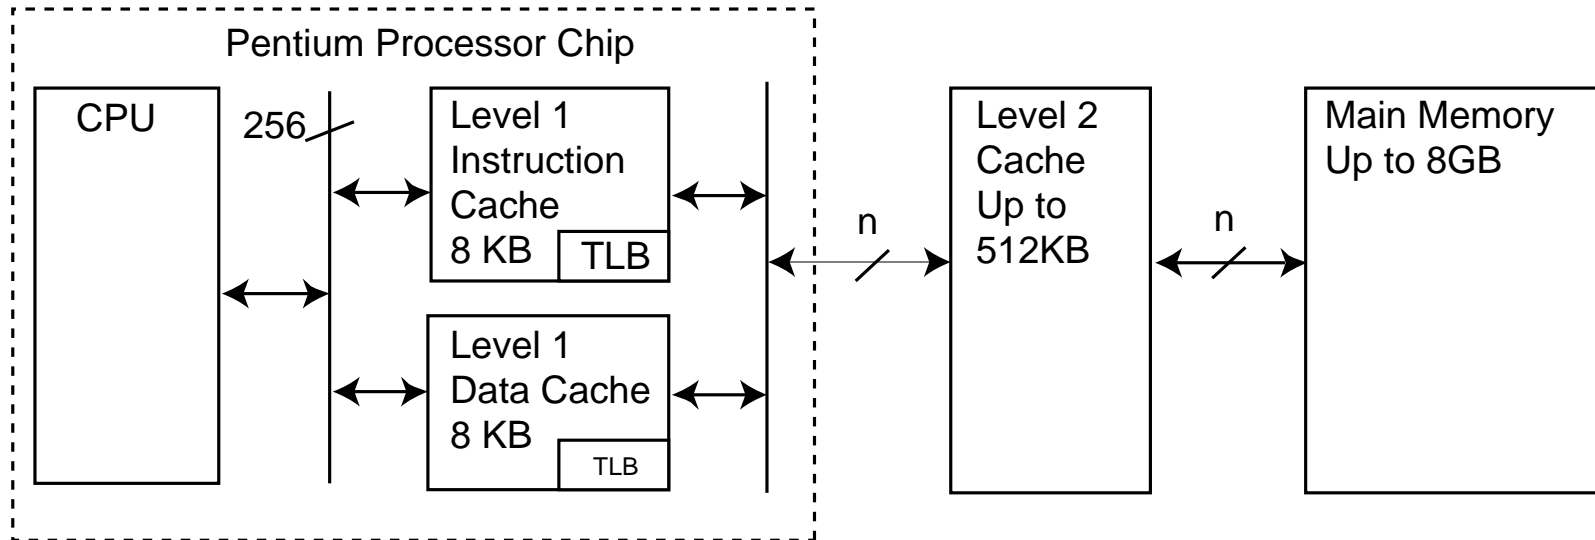 Pentium Processor Chip
CPU
256
Level 1
Instruction
Cache
8 KB
TLB
Level 1
Data Cache
8 KB
TLB
n
Level 2
Cache
Up to
512KB
n
Main Memory
Up to 8GB